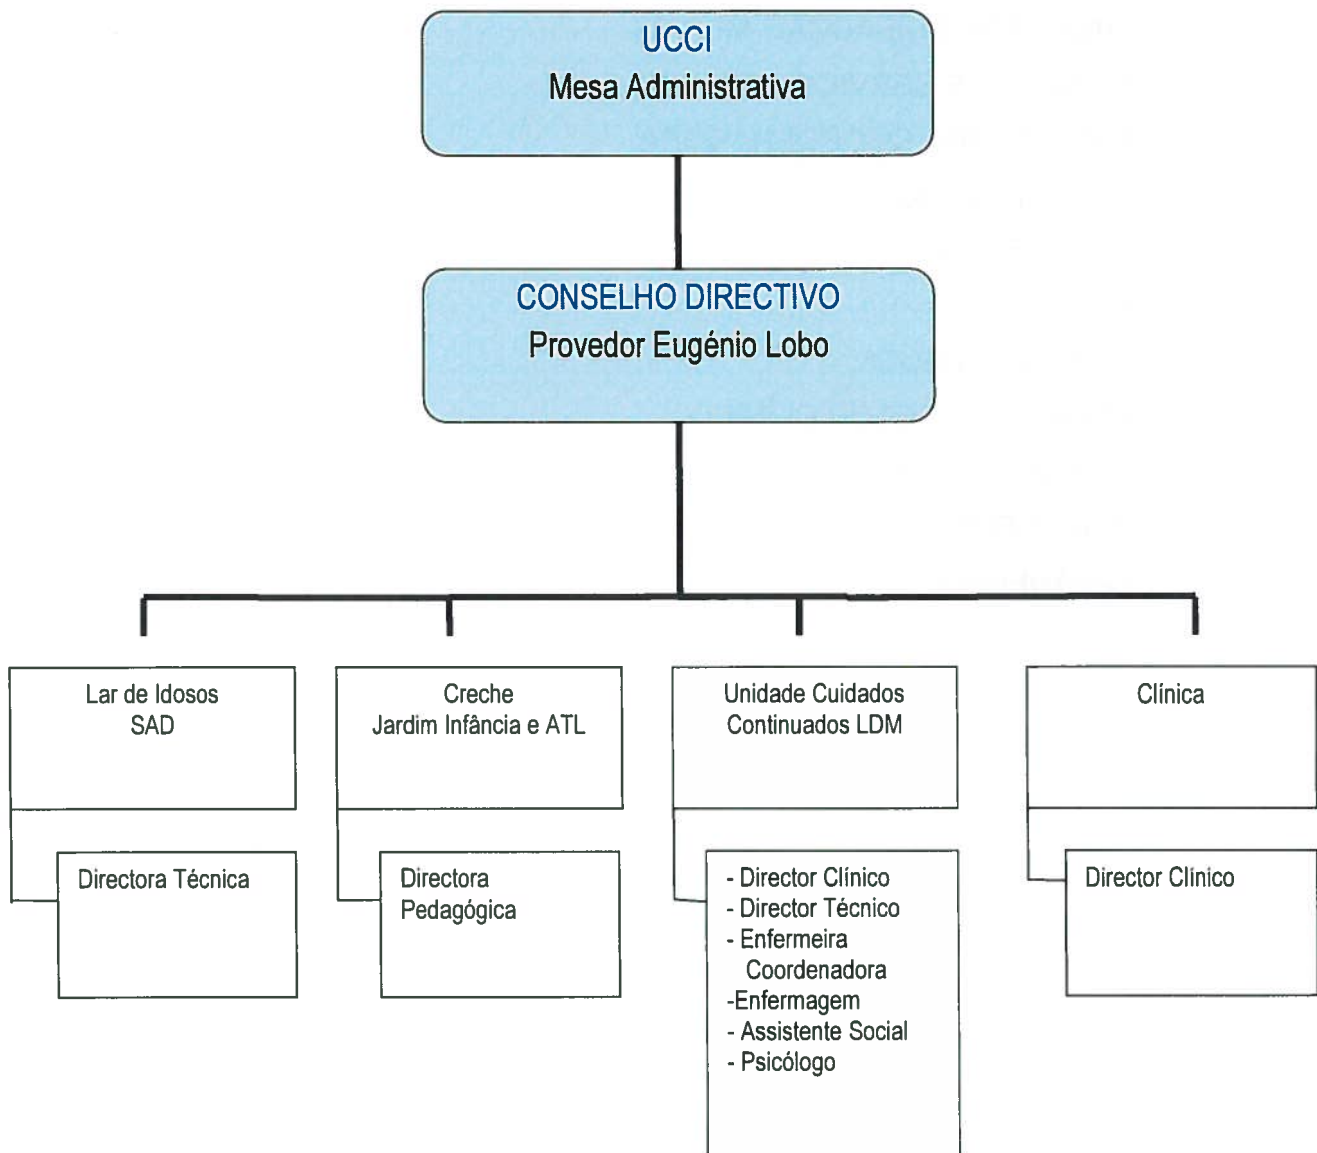 UCCI
Mesa Administrativa
CONSELHO DIRECTIVO
Provedor Eugénio Lobo
Lar de Idosos
SAD
Creche
Jardim Infância e ATL
Unidade Cuidados
Continuados LDM
Clínica
Directora Técnica
Directora
Pedagógica
- Director Clínico
- Director Técnico
- Enfermeira
Coordenadora
-Enfermagem
- Assistente Social
- Psicólogo
Director Clínico